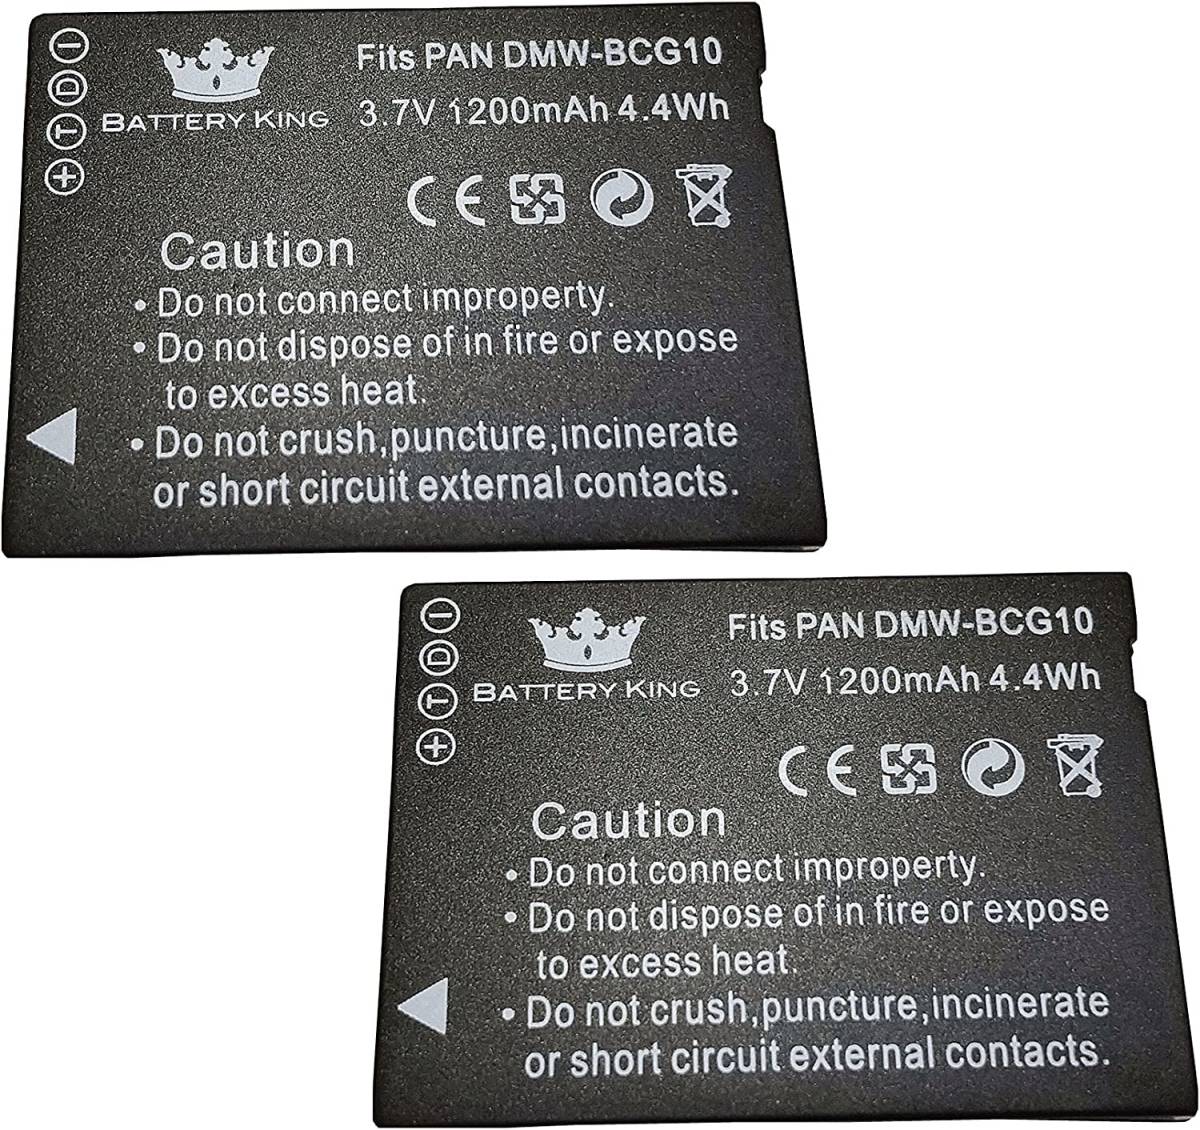 BATTERY KING
Fits PAN DMW-BCG10
3.7V 1200mAh 4.4Wh
− D T +
CE
Caution
• Do not connect improperly.
• Do not dispose of in fire or expose
to excess heat.
• Do not crush,puncture,incinerate
or short circuit external contacts.
BATTERY KING
Fits PAN DMW-BCG10
3.7V 1200mAh 4.4Wh
− D T +
CE
Caution
• Do not connect improperly.
• Do not dispose of in fire or expose
to excess heat.
• Do not crush,puncture,incinerate
or short circuit external contacts.